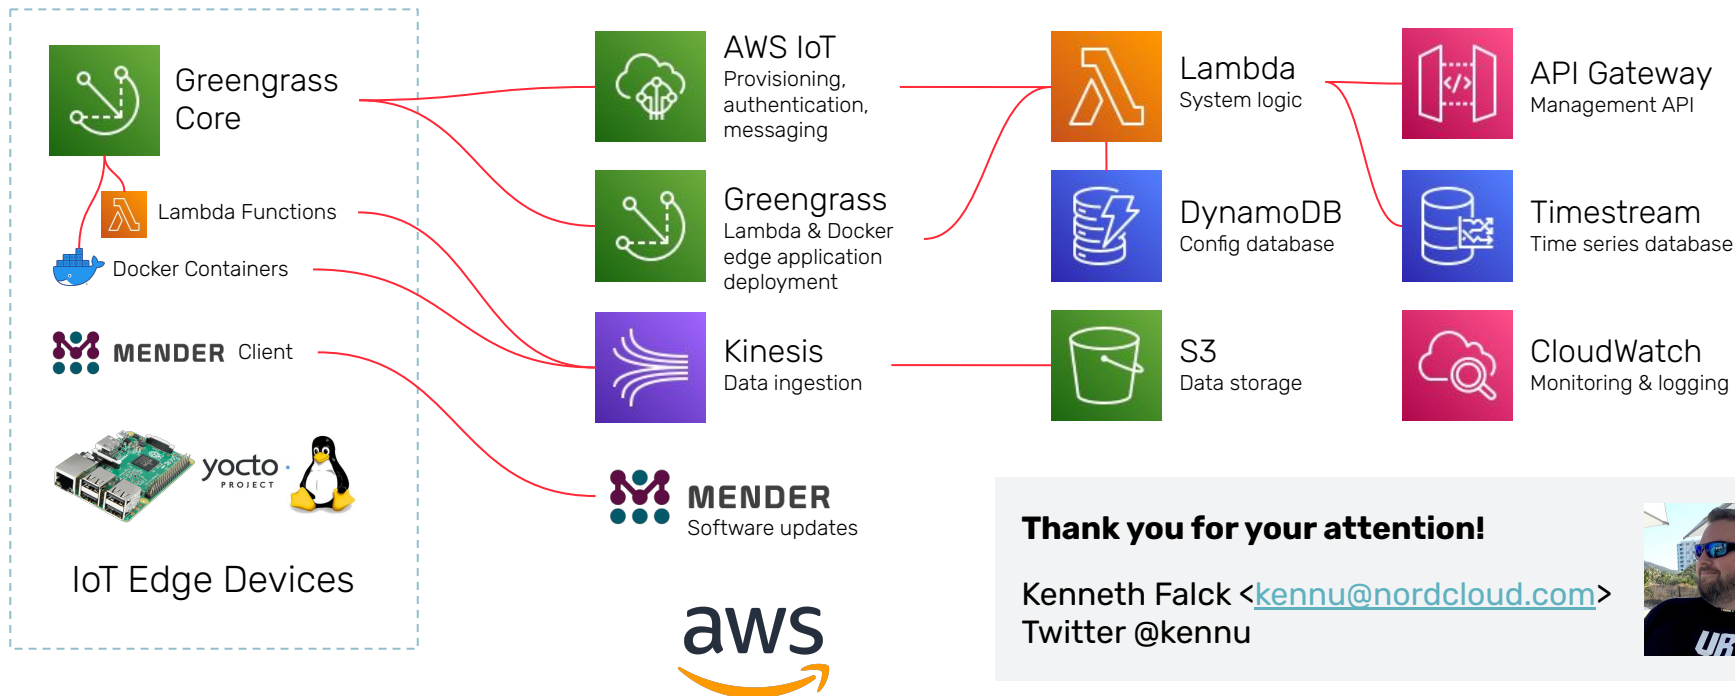 Greengrass
Core
Lambda Functions
Docker Containers
MENDER Client
yocto
PROJECT
IoT Edge Devices
AWS IoT
Provisioning,
authentication,
messaging
Greengrass
Lambda & Docker
edge application
deployment
Kinesis
Data ingestion
MENDER
Software updates
aws
Lambda
System logic
DynamoDB
Config database
S3
Data storage
API Gateway
Management API
Timestream
Time series database
CloudWatch
Monitoring & logging
Thank you for your attention!
Kenneth Falck <kennu@nordcloud.com>
Twitter @kennu